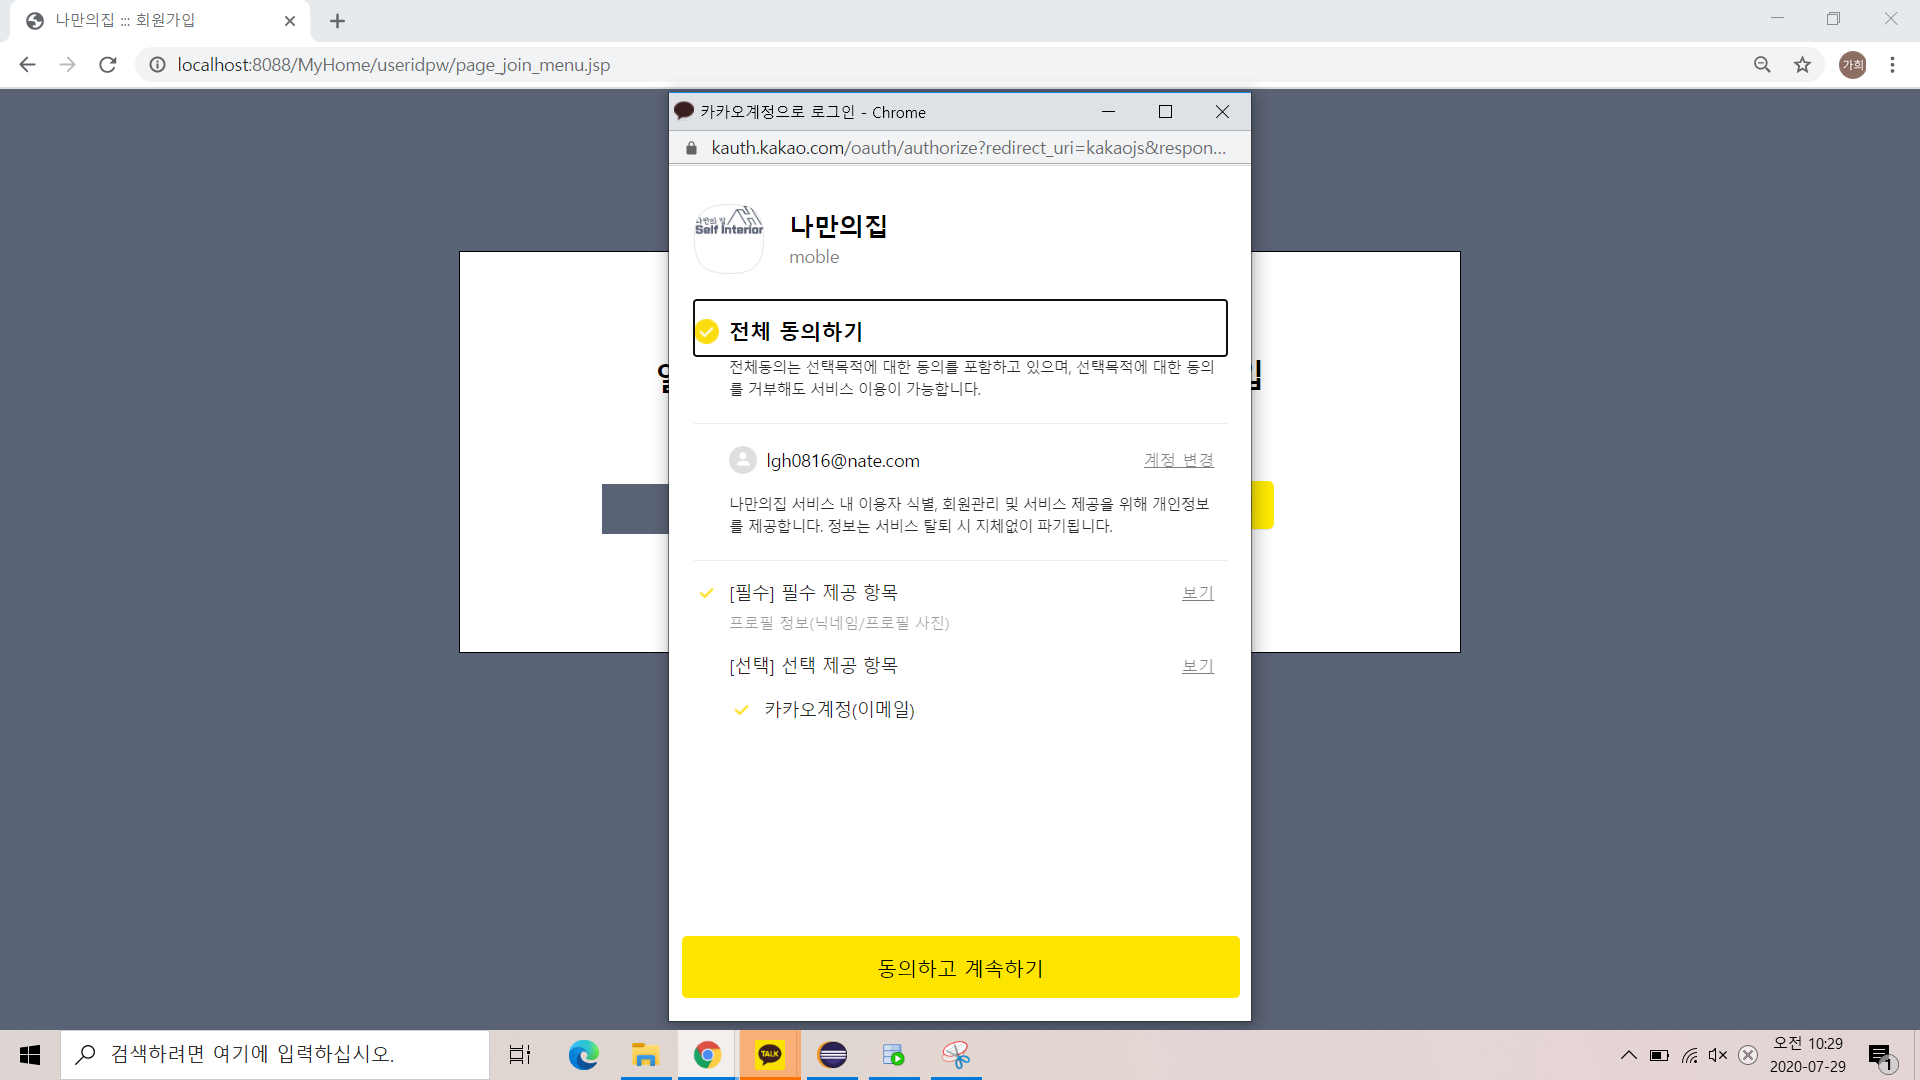 나만의집 ::: 회원가입
localhost:8088/MyHome/useridpw/page_join_menu.jsp
가희
카카오계정으로 로그인 - Chrome
kauth.kakao.com/oauth/authorize?redirect_uri=kakaojs&respon...
나만의 집
Self Interior
나만의집
moble
전체 동의하기
전체동의는 선택목적에 대한 동의를 포함하고 있으며, 선택목적에 대한 동의
를 거부해도 서비스 이용이 가능합니다.
lgh0816@nate.com
계정 변경
나만의집 서비스 내 이용자 식별, 회원관리 및 서비스 제공을 위해 개인정보
를 제공합니다. 정보는 서비스 탈퇴 시 지체없이 파기됩니다.
[필수] 필수 제공 항목
보기
프로필 정보(닉네임/프로필 사진)
[선택] 선택 제공 항목
보기
카카오계정(이메일)
동의하고 계속하기
검색하려면 여기에 입력하십시오.
TALK
오전 10:29
2020-07-29
1